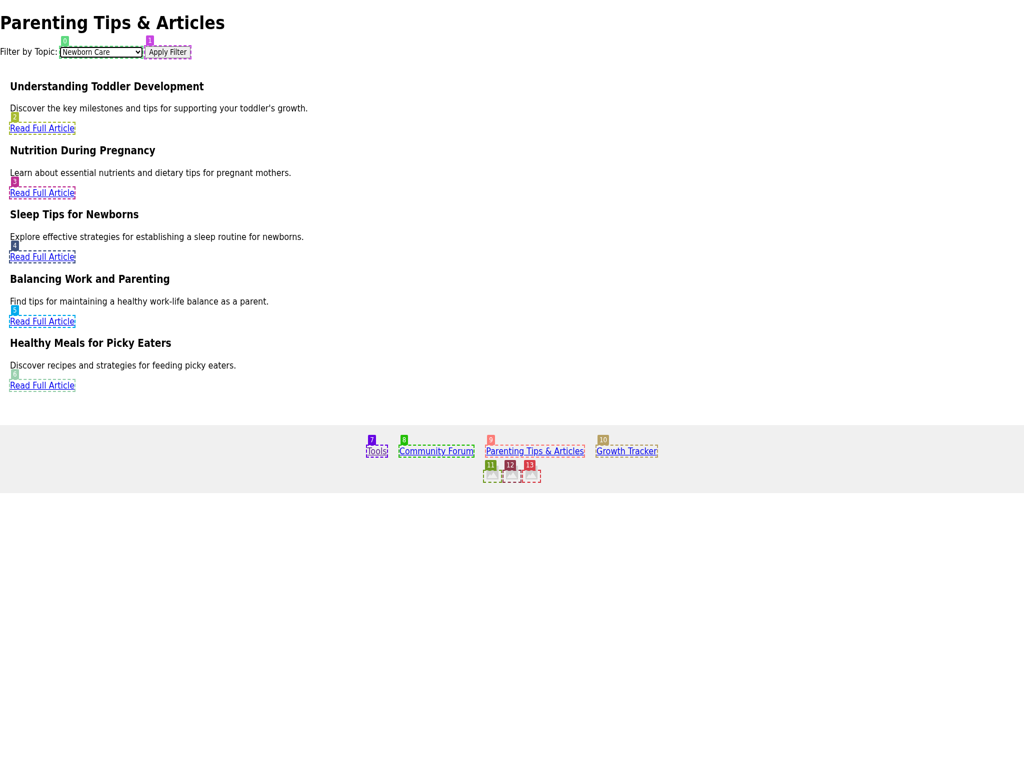 Parenting Tips & Articles
0 1
Filter by Topic: Newborn Care Apply Filter
Understanding Toddler Development
Discover the key milestones and tips for supporting your toddler's growth.
2
Read Full Article
Nutrition During Pregnancy
Learn about essential nutrients and dietary tips for pregnant mothers.
3
Read Full Article
Sleep Tips for Newborns
Explore effective strategies for establishing a sleep routine for newborns.
4
Read Full Article
Balancing Work and Parenting
Find tips for maintaining a healthy work-life balance as a parent.
5
Read Full Article
Healthy Meals for Picky Eaters
Discover recipes and strategies for feeding picky eaters.
6
Read Full Article
7 8 9 10
Tools Community Forum Parenting Tips & Articles Growth Tracker
11 12 13